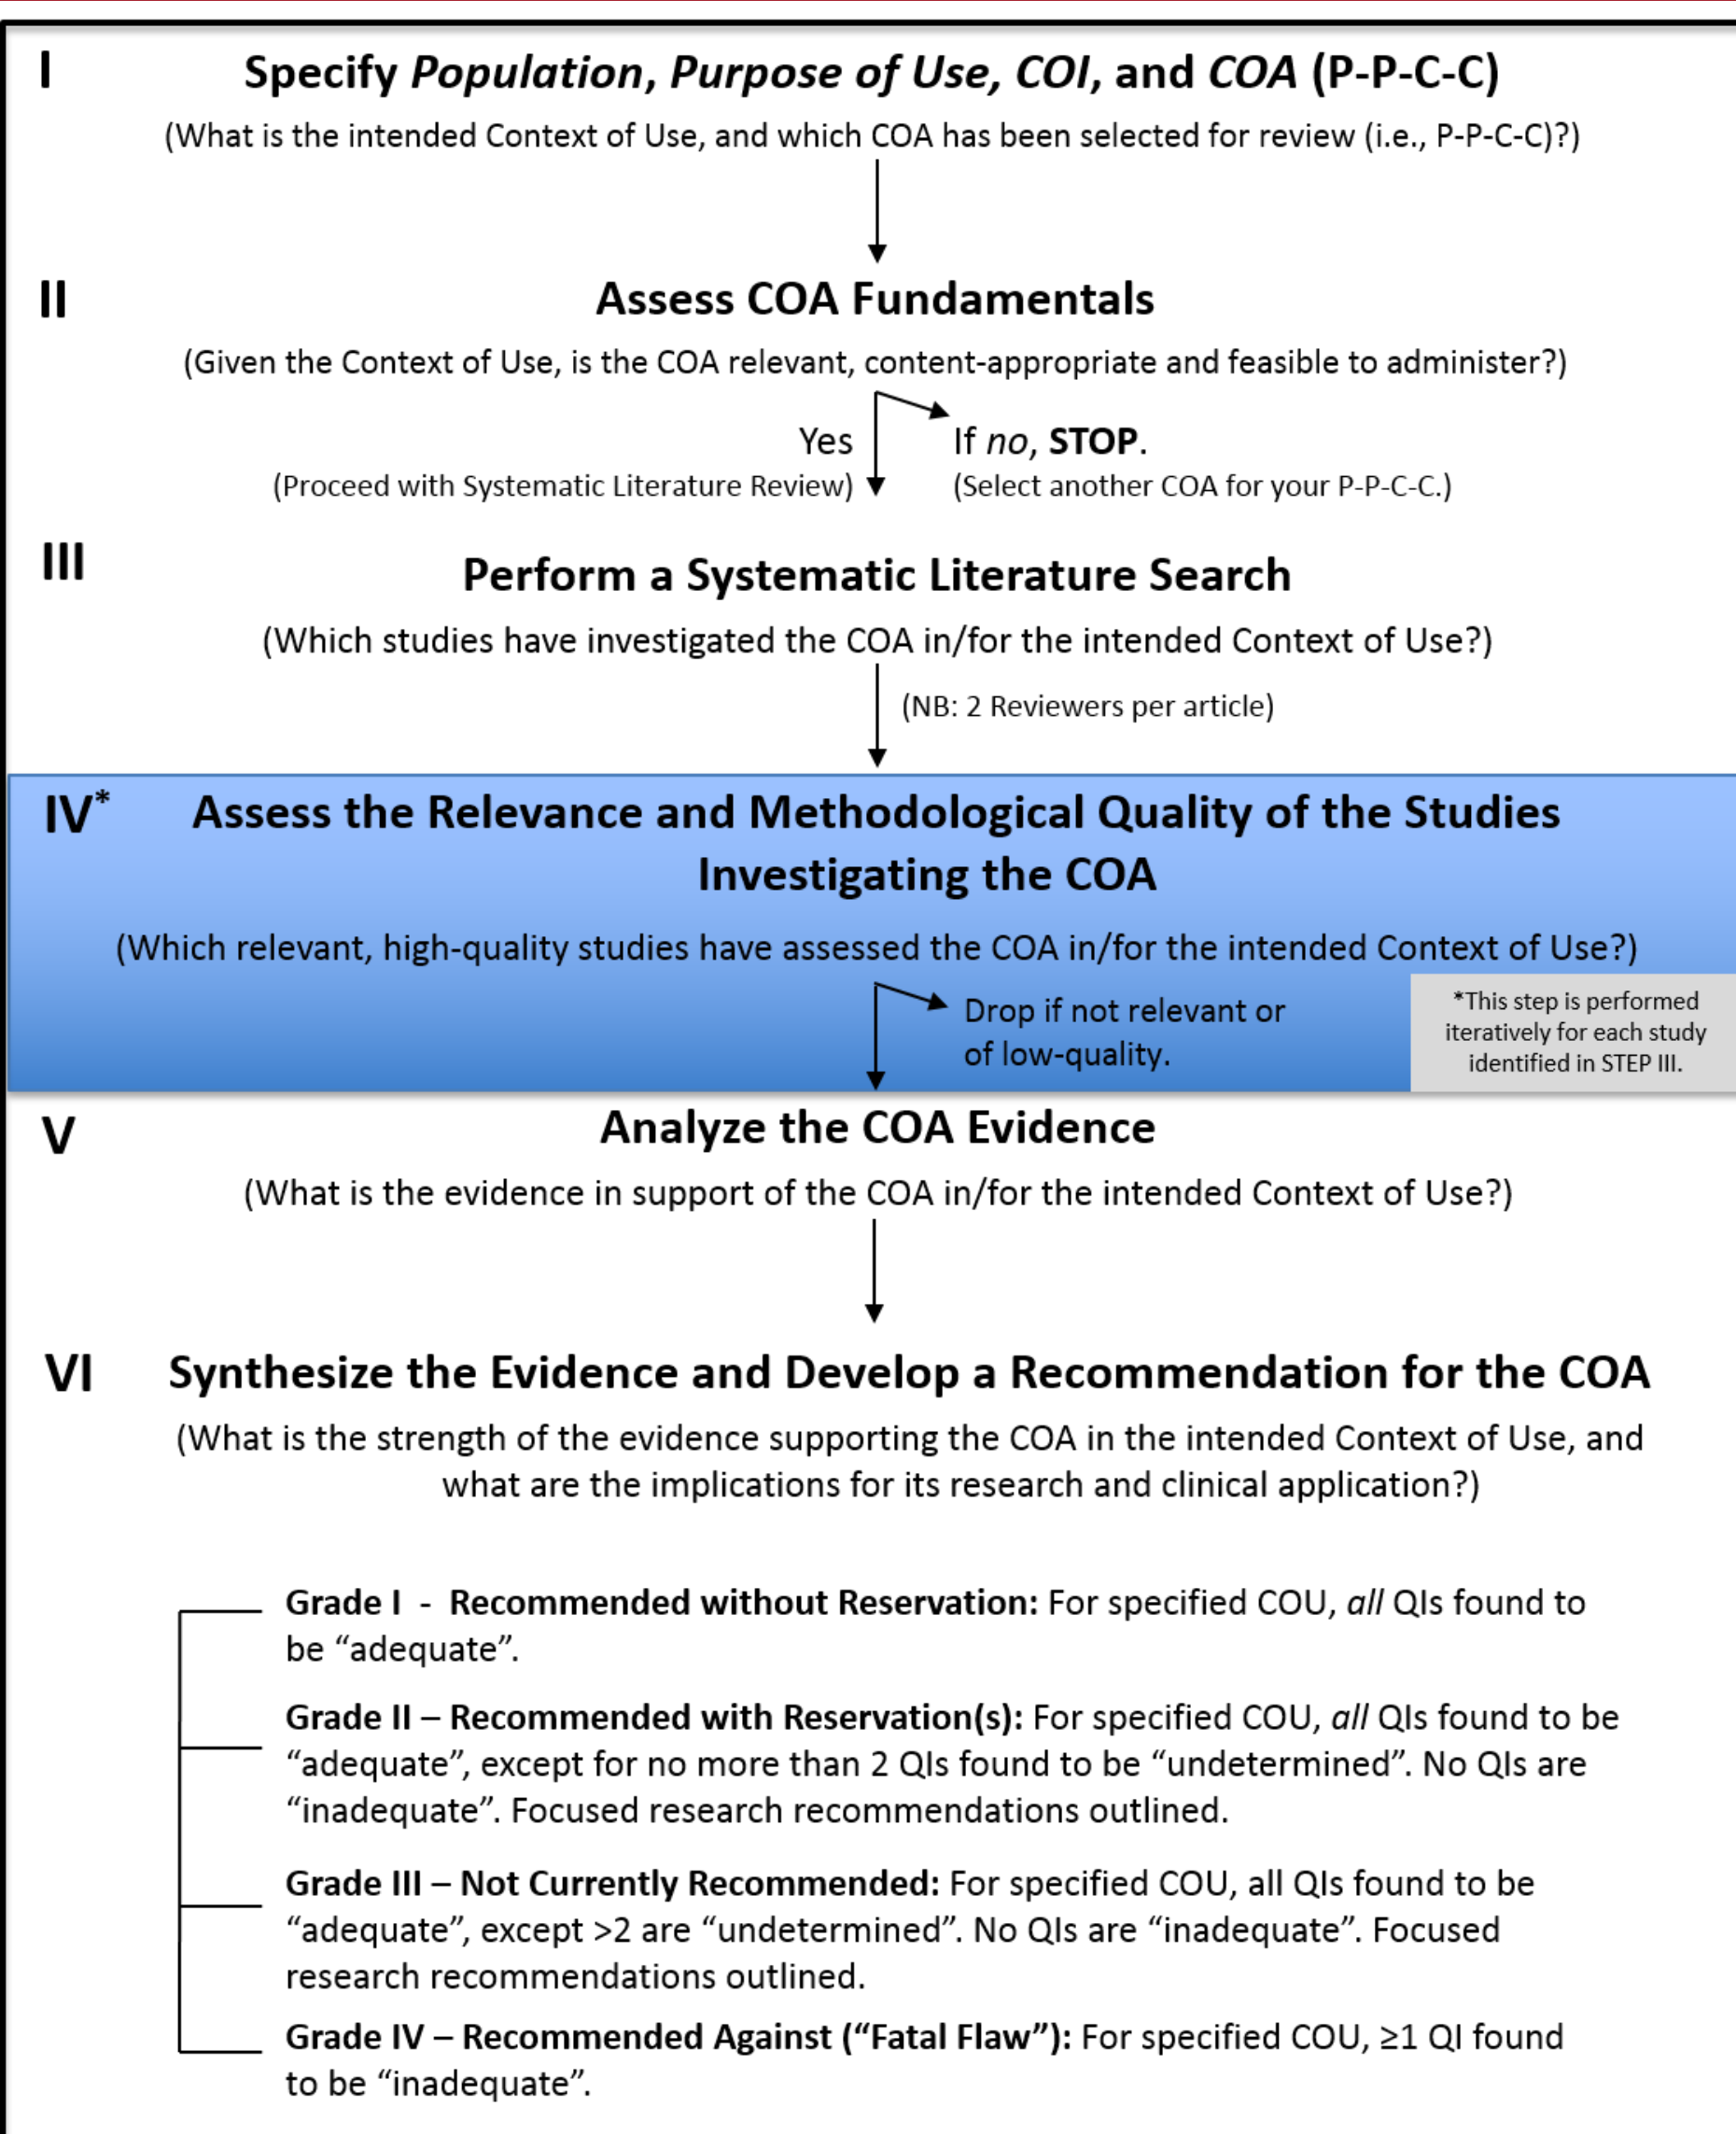 I
Specify Population, Purpose of Use, COI, and COA (P-P-C-C)
(What is the intended Context of Use, and which COA has been selected for review (i.e., P-P-C-C)?)
II
Assess COA Fundamentals
(Given the Context of Use, is the COA relevant, content-appropriate and feasible to administer?)
Yes
(Proceed with Systematic Literature Review)
If no, STOP.
(Select another COA for your P-P-C-C.)
III
Perform a Systematic Literature Search
(Which studies have investigated the COA in/for the intended Context of Use?)
(NB: 2 Reviewers per article)
IV*
Assess the Relevance and Methodological Quality of the Studies
Investigating the COA
(Which relevant, high-quality studies have assessed the COA in/for the intended Context of Use?)
Drop if not relevant or
of low-quality.
*This step is performed
iteratively for each study
identified in STEP III.
V
Analyze the COA Evidence
(What is the evidence in support of the COA in/for the intended Context of Use?)
VI
Synthesize the Evidence and Develop a Recommendation for the COA
(What is the strength of the evidence supporting the COA in the intended Context of Use, and
what are the implications for its research and clinical application?)
Grade I - Recommended without Reservation: For specified COU, all QIs found to
be “adequate”.
Grade II – Recommended with Reservation(s): For specified COU, all QIs found to be
“adequate”, except for no more than 2 QIs found to be “undetermined”. No QIs are
“inadequate”. Focused research recommendations outlined.
Grade III – Not Currently Recommended: For specified COU, all QIs found to be
“adequate”, except >2 are “undetermined”. No QIs are “inadequate”. Focused
research recommendations outlined.
Grade IV – Recommended Against (“Fatal Flaw”): For specified COU, ≥1 QI found
to be “inadequate”.